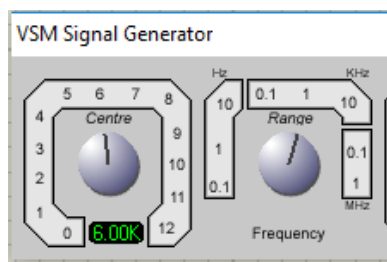 VSM Signal Generator
Hz
KHz
5 6 7 8
4
3
2
1
0
Centre
9
10
11
12
6.00K
10
1
0.1
0.1 1 10
Range
0.1
1
MHz
Frequency